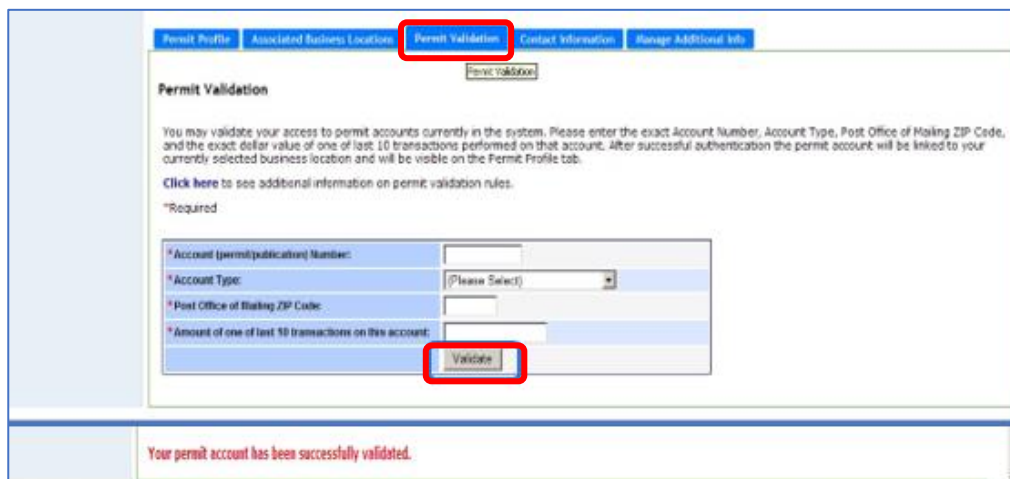 Permit Profile Associated Business Locations Permit Validation Contact Information Manage Additional Info
Permit Validation
Permit Validation
You may validate your access to permit accounts currently in the system. Please enter the exact Account Number, Account Type, Post Office of Mailing ZIP Code,
and the exact dollar value of one of last 10 transactions performed on that account. After successful authentication the permit account will be linked to your
currently selected business location and will be visible on the Permit Profile tab.
Click here to see additional information on permit validation rules.
*Required
*Account (permit/publication) Number:
*Account Type: (Please Select)
*Post Office of Mailing ZIP Code:
*Amount of one of last 10 transactions on this account:
Validate
Your permit account has been successfully validated.